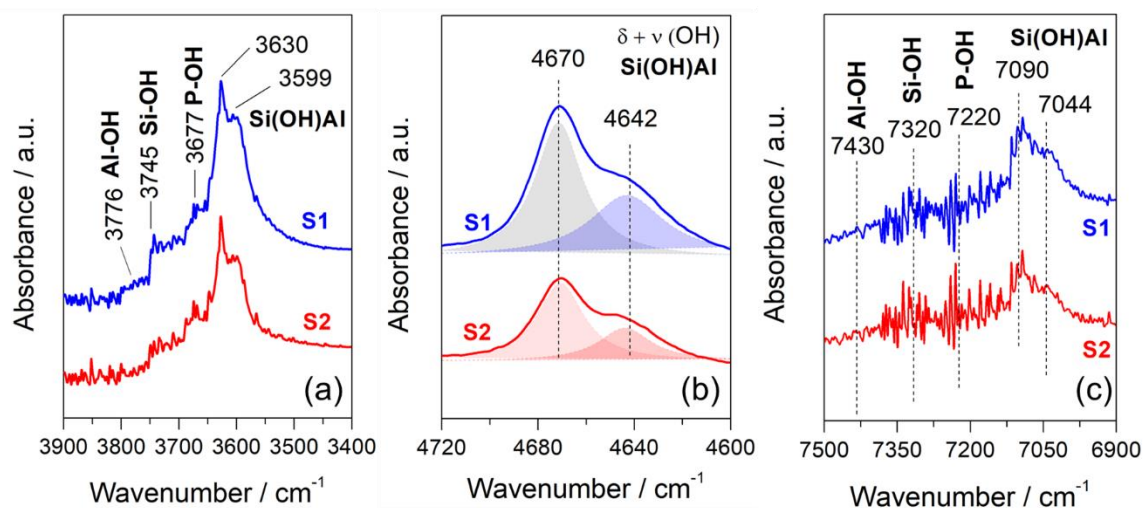 Absorbance / a.u.
3776 Al-OH
3745 Si-OH
3677 P-OH
3630
3599
Si(OH)Al
S1
S2
(a)
3900 3800 3700 3600 3500 3400
Wavenumber / cm⁻¹
Absorbance / a.u.
δ + ν (OH)
4670 Si(OH)Al
4642
S1
S2
(b)
4720 4680 4640 4600
Wavenumber / cm⁻¹
Absorbance / a.u.
Al-OH
Si-OH
P-OH
Si(OH)Al
7090
7044
7430
7320
7220
S1
S2
(c)
7500 7350 7200 7050 6900
Wavenumber / cm⁻¹